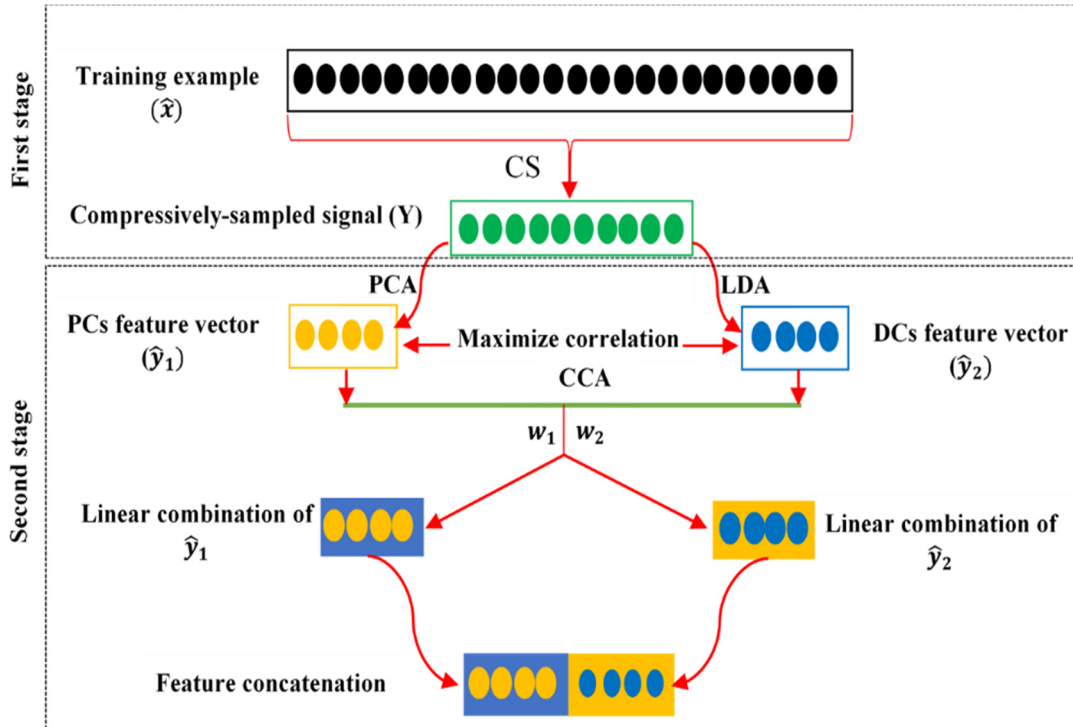 First stage
Training example
(x̂)
CS
Compressively-sampled signal (Y)
Second stage
PCA
LDA
PCs feature vector
(ŷ₁)
Maximize correlation
DCs feature vector
(ŷ₂)
CCA
w₁ w₂
Linear combination of
ŷ₁
Linear combination of
ŷ₂
Feature concatenation